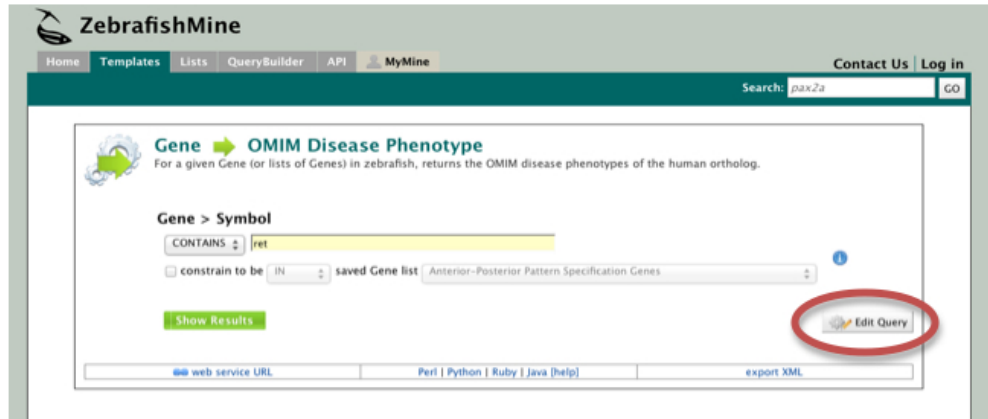 ZebrafishMine
Home Templates Lists QueryBuilder API MyMine
Contact Us | Log in
Search: pax2a GO
Gene OMIM Disease Phenotype
For a given Gene (or lists of Genes) in zebrafish, returns the OMIM disease phenotypes of the human ortholog.
Gene > Symbol
CONTAINS ret
constrain to be IN saved Gene list Anterior-Posterior Pattern Specification Genes
i
Show Results Edit Query
web service URL Perl | Python | Ruby | Java [help] export XML